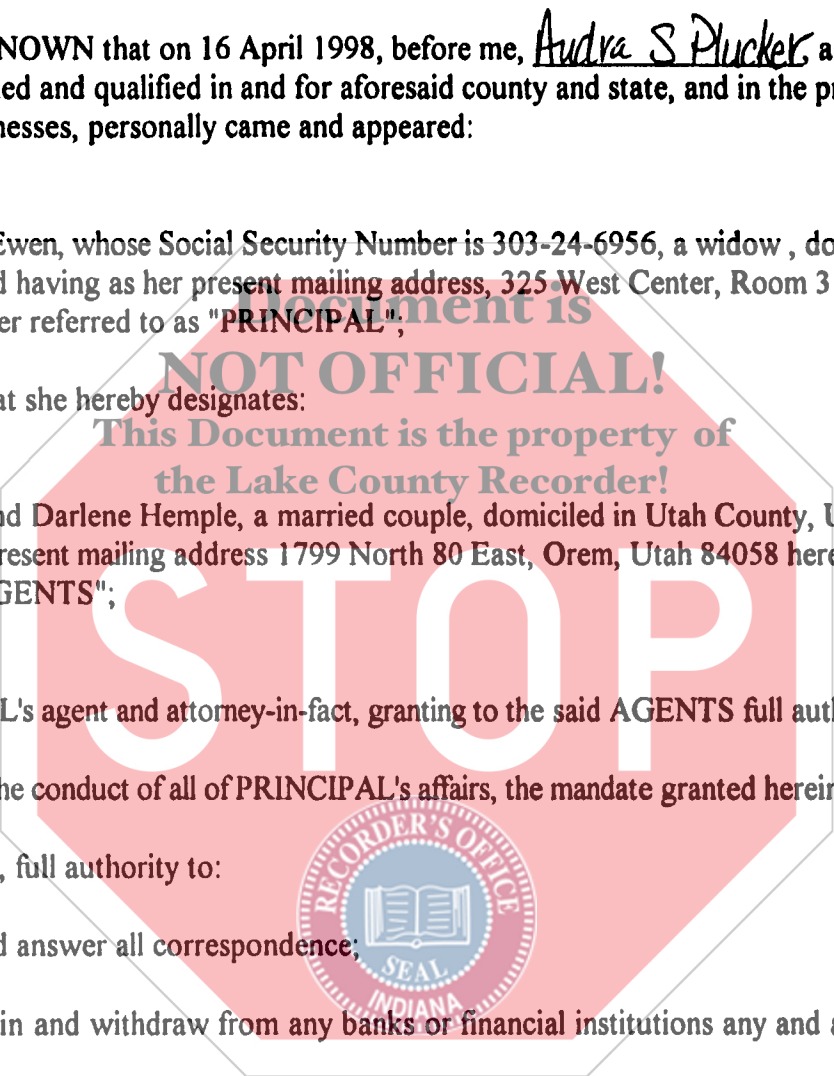 NOWN that on 16 April 1998, before me, Audra S Plucker, a
ed and qualified in and for aforesaid county and state, and in the pr
nesses, personally came and appeared:
Ewen, whose Social Security Number is 303-24-6956, a widow , do
d having as her present mailing address, 325 West Center, Room 3
er referred to as "PRINCIPAL";
Document is
NOT OFFICIAL!
at she hereby designates:
This Document is the property of
the Lake County Recorder!
nd Darlene Hemple, a married couple, domiciled in Utah County, U
resent mailing address 1799 North 80 East, Orem, Utah 84058 here
GENTS";
STOP
L's agent and attorney-in-fact, granting to the said AGENTS full auth
he conduct of all of PRINCIPAL's affairs, the mandate granted herein
, full authority to:
RECORDER'S OFFICE
d answer all correspondence;
SEAL
INDIANA
in and withdraw from any banks or financial institutions any and a